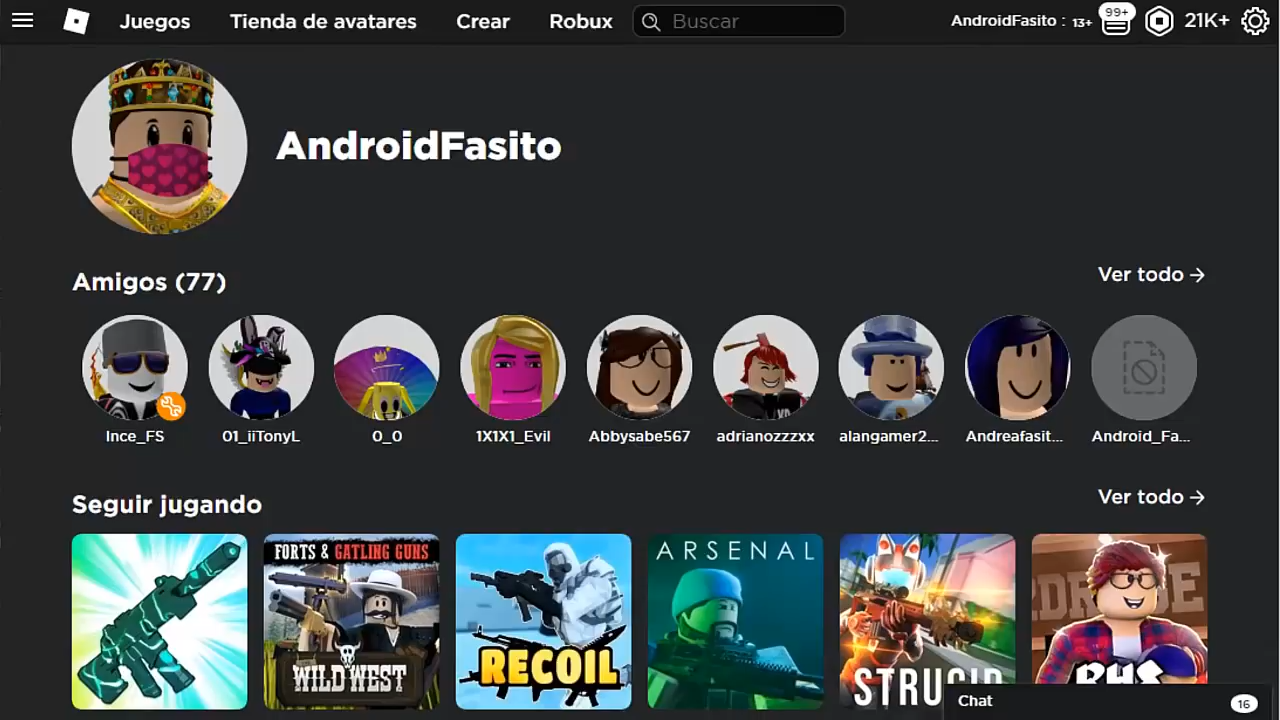 Juegos Tienda de avatares Crear Robux Buscar AndroidFasito : 13+ 99+ 21K+
AndroidFasito
Amigos (77) Ver todo →
Ince_FS 01_iiTonyL 0_0 1X1X1_Evil Abbysabe567 adrianozzzxx alangamer2... Andreafasit... Android_Fa...
Seguir jugando Ver todo →
FORTS & GATLING GUNS
WILD WEST
RECOIL
ARSENAL
STRUCID
RHS
Chat 16